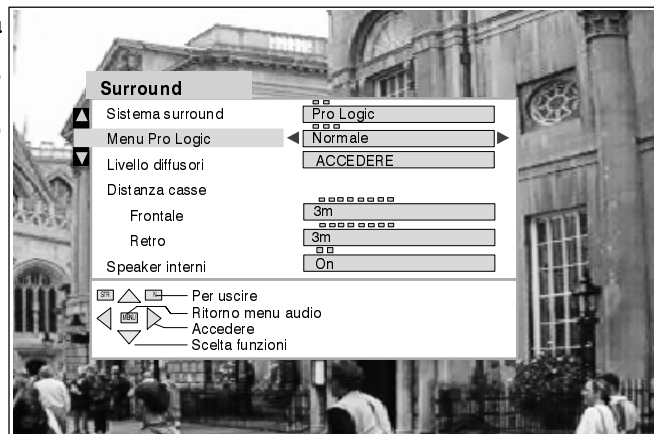 Surround
Sistema surround Pro Logic
Menu Pro Logic Normale
Livello diffusori ACCEDERE
Distanza casse
Frontale 3m
Retro 3m
Speaker interni On
STR N Per uscire
MENU Ritorno menu audio
Accedere
Scelta funzioni